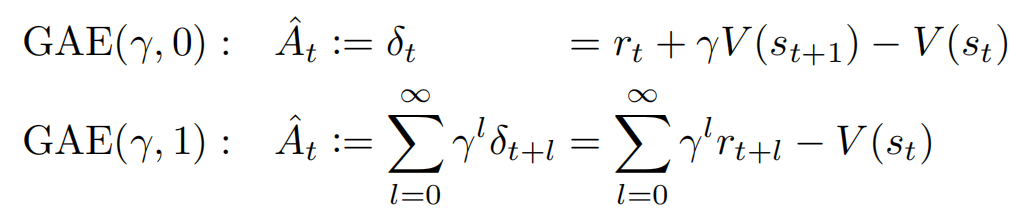 GAE(γ, 0) : Â_t := δ_t = r_t + γV(s_{t+1}) − V(s_t)
GAE(γ, 1) : Â_t := ∑_{l=0}^{∞} γ^l δ_{t+l} = ∑_{l=0}^{∞} γ^l r_{t+l} − V(s_t)